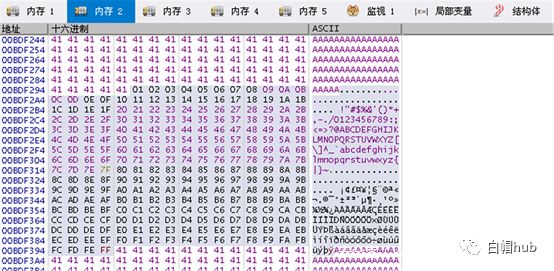 内存 1 内存 2 内存 3 内存 4 内存 5 监视 1 [x=] 局部变量 结构体
地址 十六进制 ASCII
00BDF244 41 41 41 41 41 41 41 41 41 41 41 41 41 41 41 41 AAAAAAAAAAAAAAAA
00BDF254 41 41 41 41 41 41 41 41 41 41 41 41 41 41 41 41 AAAAAAAAAAAAAAAA
00BDF264 41 41 41 41 41 41 41 41 41 41 41 41 41 41 41 41 AAAAAAAAAAAAAAAA
00BDF274 41 41 41 41 41 41 41 41 41 41 41 41 41 41 41 41 AAAAAAAAAAAAAAAA
00BDF284 41 41 41 41 41 41 41 41 41 41 41 41 41 41 41 41 AAAAAAAAAAAAAAAA
00BDF294 41 41 41 41 41 01 02 03 04 05 06 07 08 09 0A 0B AAAAA...........
00BDF2A4 0C 0D 0E 0F 10 11 12 13 14 15 16 17 18 19 1A 1B ................
00BDF2B4 1C 1D 1E 1F 20 21 22 23 24 25 26 27 28 29 2A 2B .... !"#$%&'()*+
00BDF2C4 2C 2D 2E 2F 30 31 32 33 34 35 36 37 38 39 3A 3B ,-./0123456789:;
00BDF2D4 3C 3D 3E 3F 40 41 42 43 44 45 46 47 48 49 4A 4B <=>?@ABCDEFGHIJK
00BDF2E4 4C 4D 4E 4F 50 51 52 53 54 55 56 57 58 59 5A 5B LMNOPQRSTUVWXYZ[
00BDF2F4 5C 5D 5E 5F 60 61 62 63 64 65 66 67 68 69 6A 6B \]^_`abcdefghijk
00BDF304 6C 6D 6E 6F 70 71 72 73 74 75 76 77 78 79 7A 7B lmnopqrstuvwxyz{
00BDF314 7C 7D 7E 7F 80 81 82 83 84 85 86 87 88 89 8A 8B |}~.............
00BDF324 8C 8D 8E 8F 90 91 92 93 94 95 96 97 98 99 9A 9B ................
00BDF334 9C 9D 9E 9F A0 A1 A2 A3 A4 A5 A6 A7 A8 A9 AA AB
00BDF344 AC AD AE AF B0 B1 B2 B3 B4 B5 B6 B7 B8 B9 BA BB
00BDF354 BC BD BE BF C0 C1 C2 C3 C4 C5 C6 C7 C8 C9 CA CB
00BDF364 CC CD CE CF D0 D1 D2 D3 D4 D5 D6 D7 D8 D9 DA DB
00BDF374 DC DD DE DF E0 E1 E2 E3 E4 E5 E6 E7 E8 E9 EA EB
00BDF384 EC ED EE EF F0 F1 F2 F3 F4 F5 F6 F7 F8 F9 FA FB
00BDF394 FC FD FE FF 41 41 41 41 41 41 41 41 41 41 41 41
00BDF3A4 41 41 41 41 41 41 41 41 41 41 41 41 41 41 41 41
白帽hub